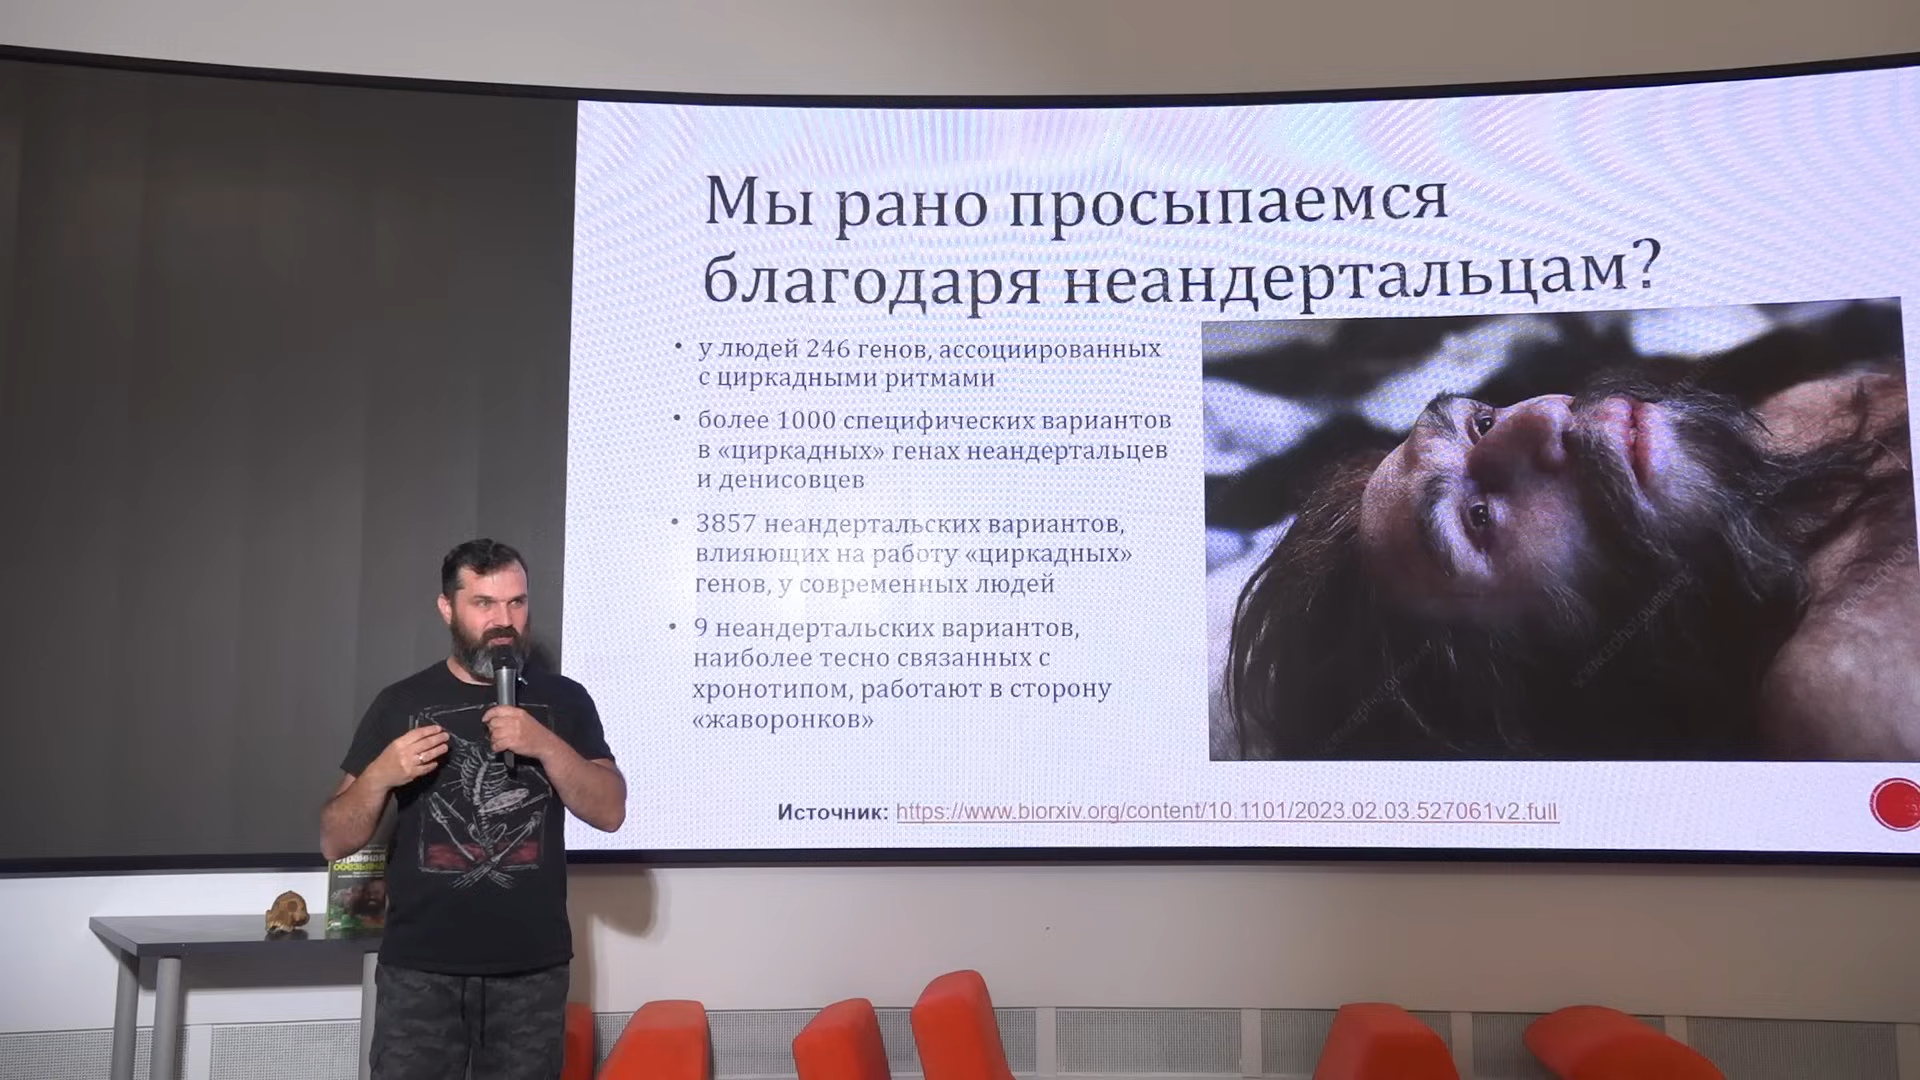 Мы рано просыпаемся
благодаря неандертальцам?
• у людей 246 генов, ассоциированных
с циркадными ритмами
• более 1000 специфических вариантов
в «циркадных» генах неандертальцев
и денисовцев
• 3857 неандертальских вариантов,
влияющих на работу «циркадных»
генов, у современных людей
• 9 неандертальских вариантов,
наиболее тесно связанных с
хронотипом, работают в сторону
«жаворонков»
Источник: https://www.biorxiv.org/content/10.1101/2023.02.03.527061v2.full